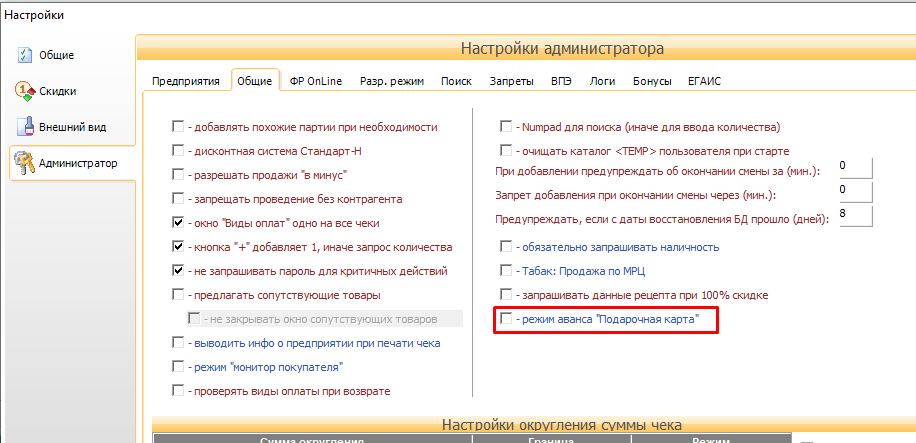 Настройки
Общие
Скидки
Внешний вид
Администратор
Настройки администратора
Предприятия Общие ФР OnLine Разр. режим Поиск Запреты ВПЭ Логи Бонусы ЕГАИС
- добавлять похожие партии при необходимости
- дисконтная система Стандарт-Н
- разрешать продажи "в минус"
- запрещать проведение без контрагента
- окно "Виды оплат" одно на все чеки
- кнопка "+" добавляет 1, иначе запрос количества
- не запрашивать пароль для критичных действий
- предлагать сопутствующие товары
- не закрывать окно сопутствующих товаров
- выводить инфо о предприятии при печати чека
- режим "монитор покупателя"
- проверять виды оплаты при возврате
- Numpad для поиска (иначе для ввода количества)
- очищать каталог <TEMP> пользователя при старте
При добавлении предупреждать об окончании смены за (мин.): 0
Запрет добавления при окончании смены через (мин.): 0
Предупреждать, если с даты восстановления БД прошло (дней): 8
- обязательно запрашивать наличность
- Табак: Продажа по МРЦ
- запрашивать данные рецепта при 100% скидке
- режим аванса "Подарочная карта"
Настройки округления суммы чека
Сумма округления Граница Режим